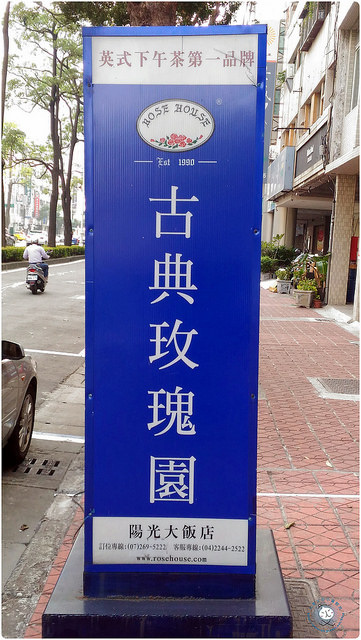 英式下午茶第一品牌
ROSE HOUSE
®
Est 1990
古典玫瑰園
陽光大飯店
訂位專線:(07)269-5222 客服專線:(04)2244-2522
www.rosehouse.com